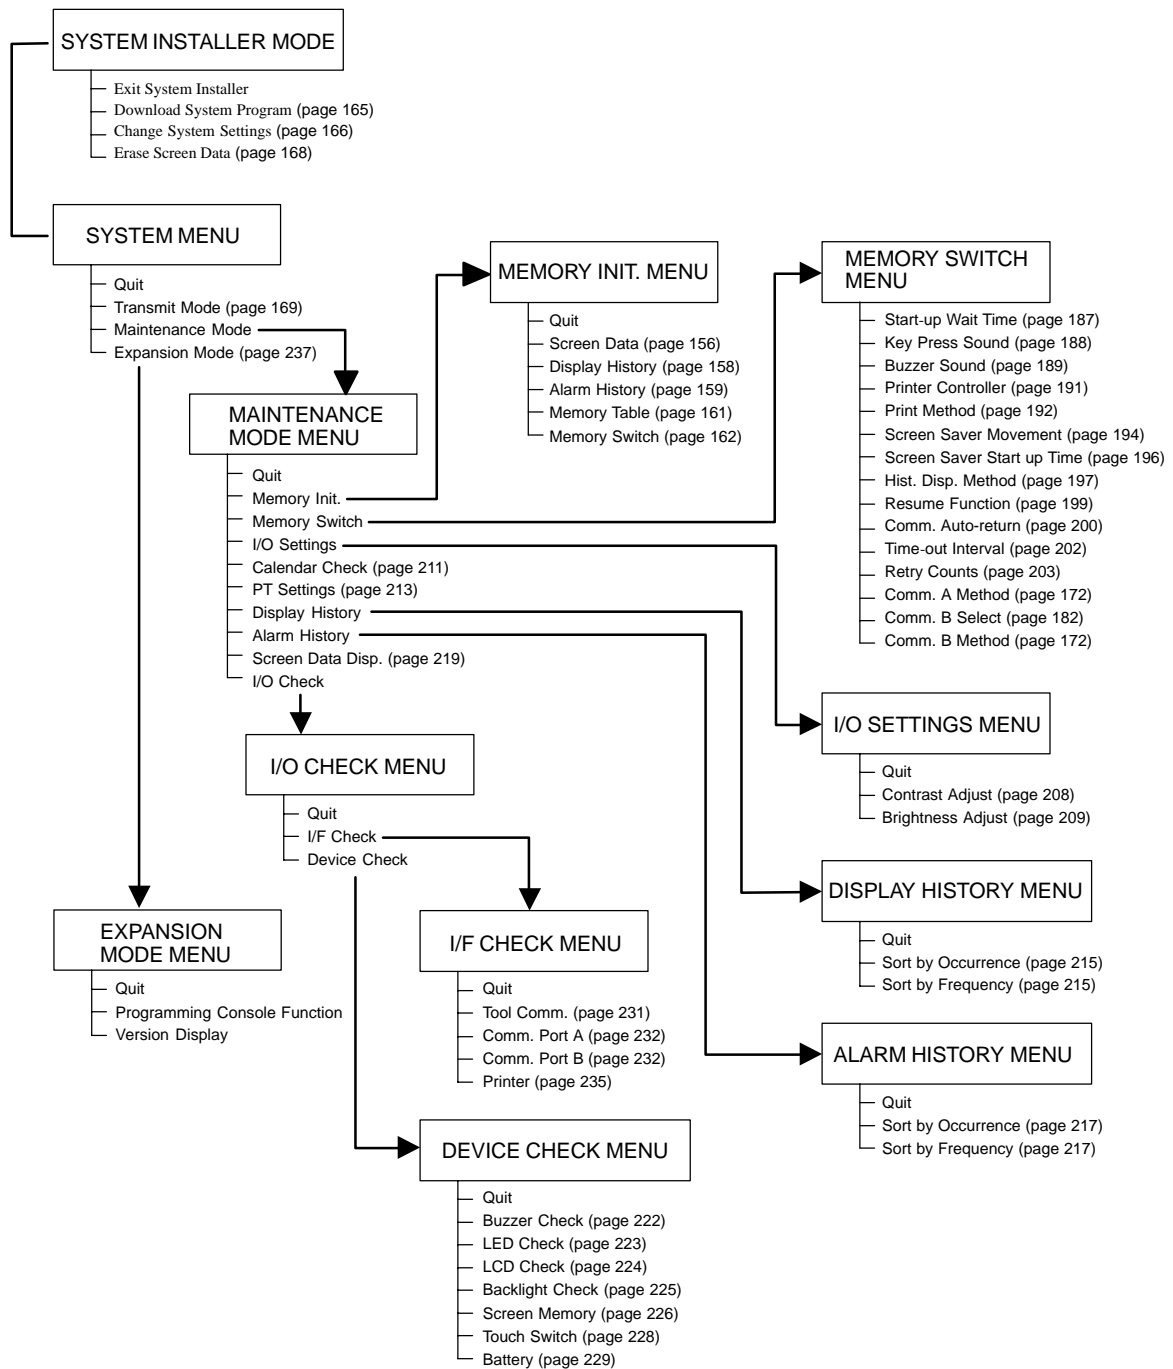 SYSTEM INSTALLER MODE
Exit System Installer
Download System Program (page 165)
Change System Settings (page 166)
Erase Screen Data (page 168)
SYSTEM MENU
Quit
Transmit Mode (page 169)
Maintenance Mode
Expansion Mode (page 237)
MAINTENANCE
MODE MENU
Quit
Memory Init.
Memory Switch
I/O Settings
Calendar Check (page 211)
PT Settings (page 213)
Display History
Alarm History
Screen Data Disp. (page 219)
I/O Check
MEMORY INIT. MENU
Quit
Screen Data (page 156)
Display History (page 158)
Alarm History (page 159)
Memory Table (page 161)
Memory Switch (page 162)
MEMORY SWITCH
MENU
Start-up Wait Time (page 187)
Key Press Sound (page 188)
Buzzer Sound (page 189)
Printer Controller (page 191)
Print Method (page 192)
Screen Saver Movement (page 194)
Screen Saver Start up Time (page 196)
Hist. Disp. Method (page 197)
Resume Function (page 199)
Comm. Auto-return (page 200)
Time-out Interval (page 202)
Retry Counts (page 203)
Comm. A Method (page 172)
Comm. B Select (page 182)
Comm. B Method (page 172)
I/O SETTINGS MENU
Quit
Contrast Adjust (page 208)
Brightness Adjust (page 209)
I/O CHECK MENU
Quit
I/F Check
Device Check
DISPLAY HISTORY MENU
Quit
Sort by Occurrence (page 215)
Sort by Frequency (page 215)
EXPANSION
MODE MENU
Quit
Programming Console Function
Version Display
I/F CHECK MENU
Quit
Tool Comm. (page 231)
Comm. Port A (page 232)
Comm. Port B (page 232)
Printer (page 235)
ALARM HISTORY MENU
Quit
Sort by Occurrence (page 217)
Sort by Frequency (page 217)
DEVICE CHECK MENU
Quit
Buzzer Check (page 222)
LED Check (page 223)
LCD Check (page 224)
Backlight Check (page 225)
Screen Memory (page 226)
Touch Switch (page 228)
Battery (page 229)